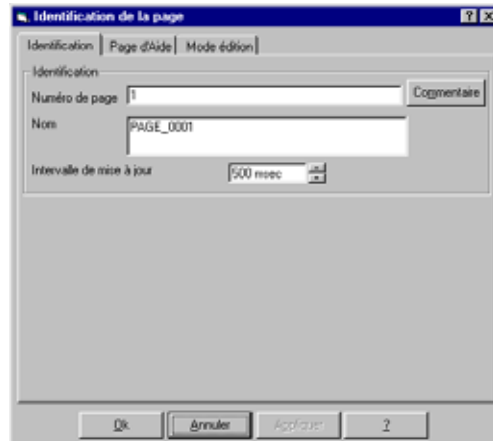 Identification de la page
Identification Page d'Aide Mode édition
Identification
Numéro de page 1 Commentaire
Nom PAGE_0001
Intervalle de mise à jour 500 msec
Ok Annuler Appliquer ?